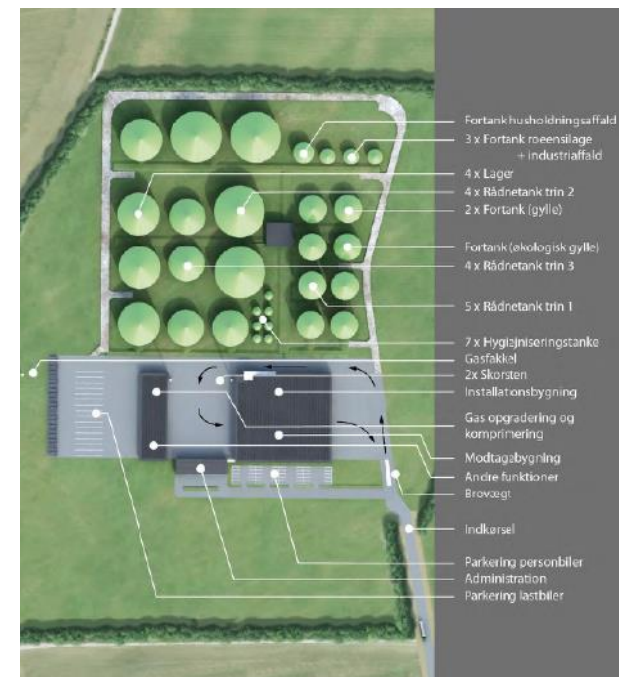 Fortank husholdningsaffald
3 x Fortank roeensilage
+ industriaffald
4 x Lager
4 x Rådnetank trin 2
2 x Fortank (gylle)
Fortank (økologisk gylle)
4 x Rådnetank trin 3
5 x Rådnetank trin 1
7 x Hygiejniseringstanke
Gasfakkel
2x Skorsten
Installationsbygning
Gas opgradering og
komprimering
Modtagebygning
Andre funktioner
Brovægt
Indkørsel
Parkering personbiler
Administration
Parkering lastbiler